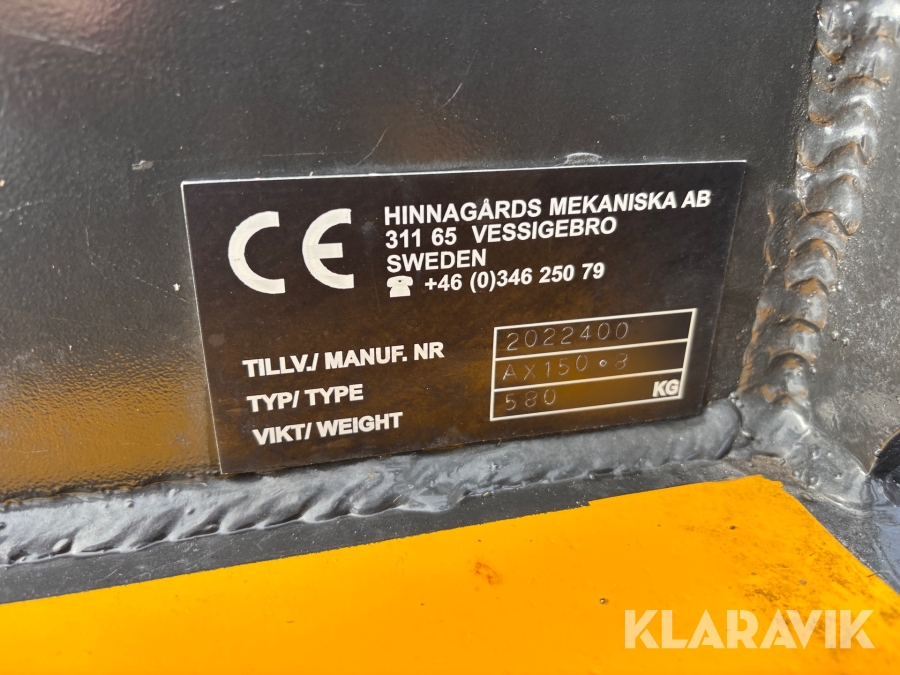 CE
HINNAGÅRDS MEKANISKA AB
311 65 VESSIGEBRO
SWEDEN
☎ +46 (0)346 250 79
TILLV./ MANUF. NR 2022400
TYP/ TYPE AX150.8
VIKT/ WEIGHT 580 KG
KLARAVIK